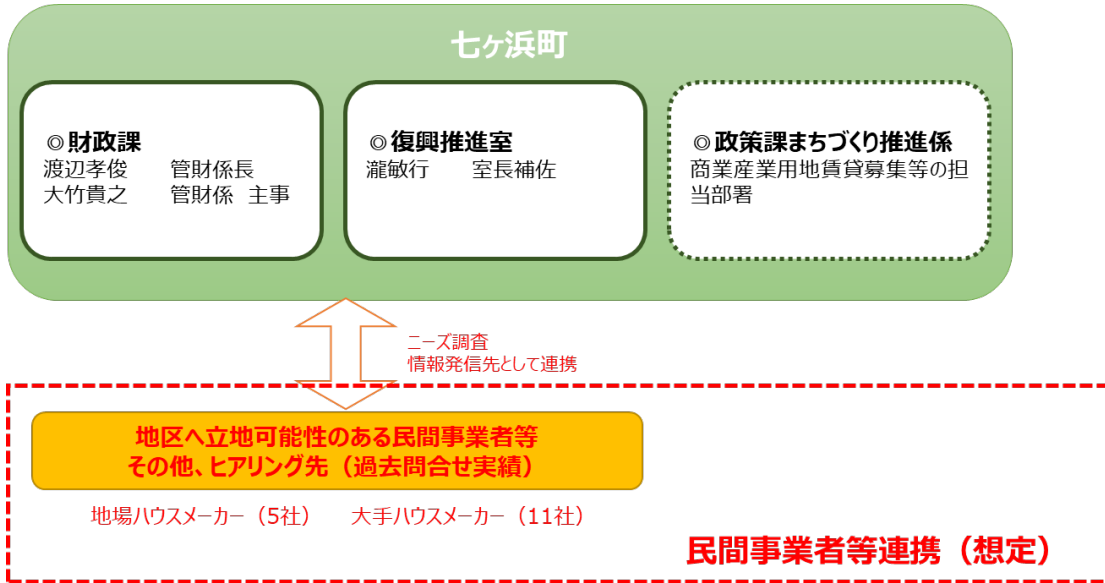 七ヶ浜町
◎財政課
渡辺孝俊　　管財係長
大竹貴之　　管財係　主事
◎復興推進室
瀧敏行　　室長補佐
◎政策課まちづくり推進係
商業産業用地賃貸募集等の担
当部署
ニーズ調査
情報発信先として連携
地区へ立地可能性のある民間事業者等
その他、ヒアリング先（過去問合せ実績）
地場ハウスメーカー（5社）　　大手ハウスメーカー（11社）
民間事業者等連携（想定）